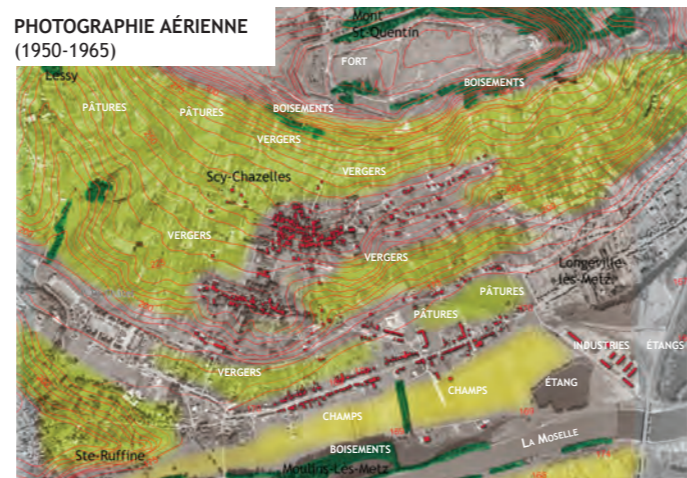 PHOTOGRAPHIE AÉRIENNE
(1950-1965)
Mont
St-Quentin
FORT
Lessy
BOISEMENTS
PÂTURES
PÂTURES
BOISEMENTS
VERGERS
VERGERS
Scy-Chazelles
VERGERS
VERGERS
Longeville-
lès-Metz
PÂTURES
PÂTURES
INDUSTRIES
ÉTANGS
VERGERS
ÉTANG
CHAMPS
CHAMPS
LA MOSELLE
BOISEMENTS
Ste-Ruffine
Moulins-Lès-Metz